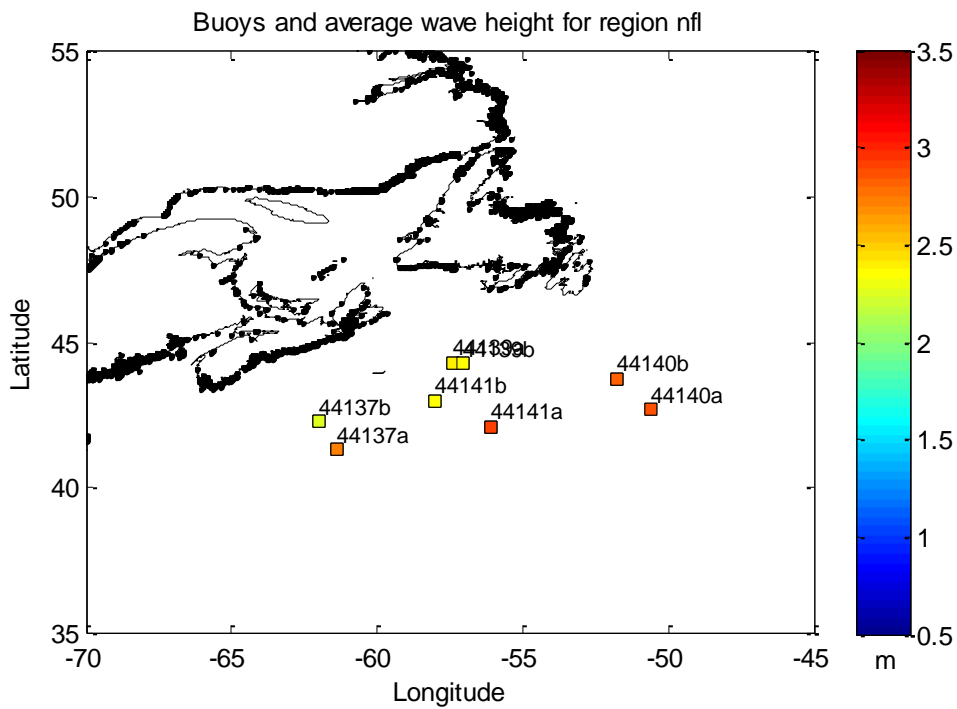 Buoys and average wave height for region nfl
55
50
45
40
35
Latitude
-70
-65
-60
-55
-50
-45
Longitude
44139a
44139b
44140b
44141b
44140a
44137b
44141a
44137a
3.5
3
2.5
2
1.5
1
0.5
m